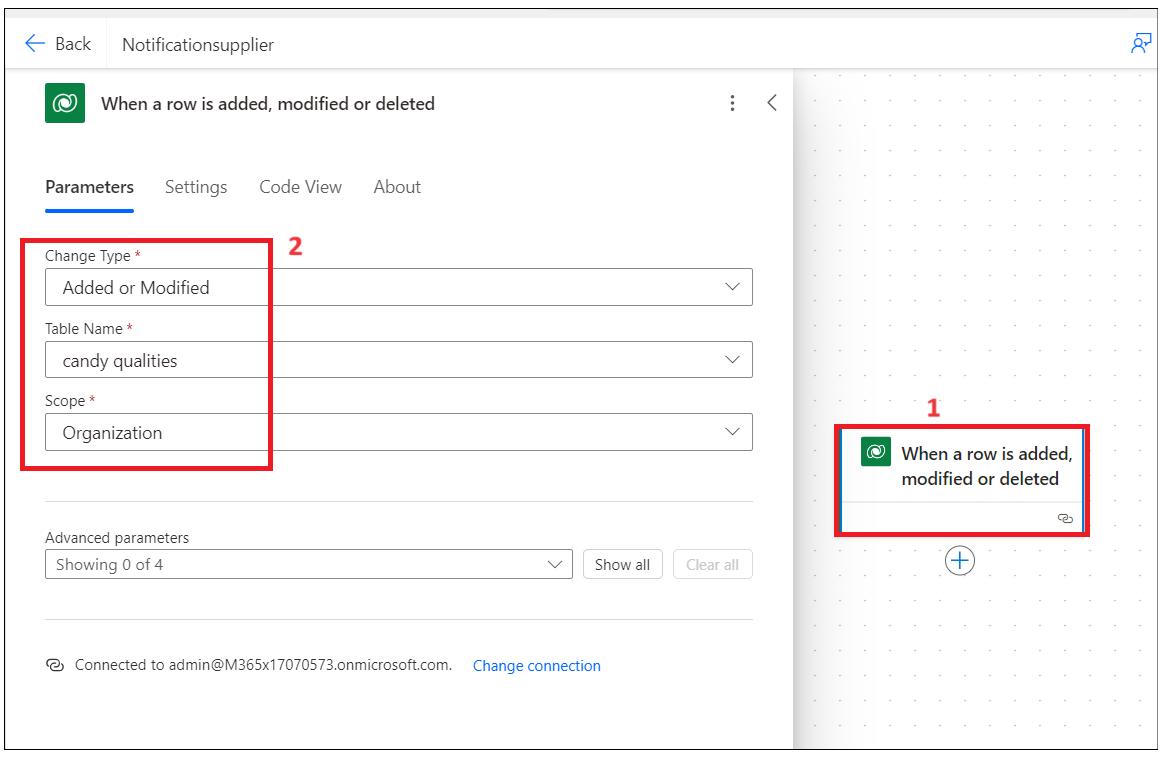 Back
Notificationsupplier
When a row is added, modified or deleted
Parameters
Settings
Code View
About
2
Change Type *
Added or Modified
Table Name *
candy qualities
Scope *
Organization
Advanced parameters
Showing 0 of 4
Show all
Clear all
Connected to admin@M365x17070573.onmicrosoft.com.
Change connection
1
When a row is added,
modified or deleted